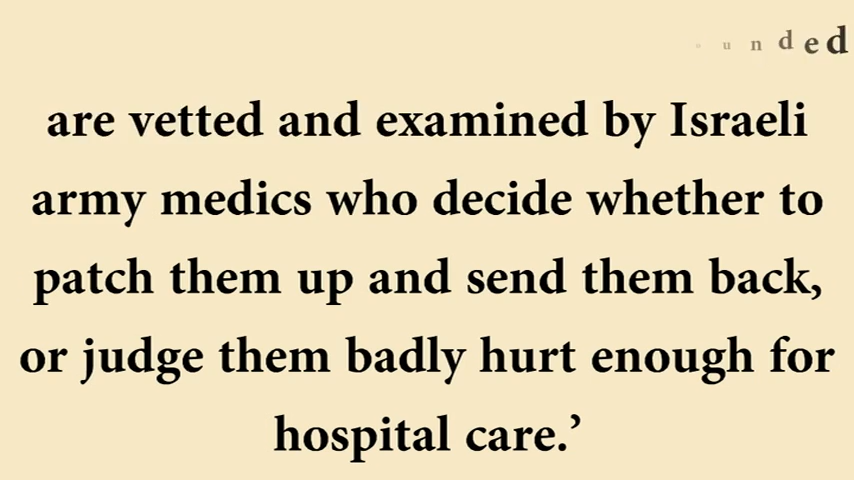 ounded
are vetted and examined by Israeli
army medics who decide whether to
patch them up and send them back,
or judge them badly hurt enough for
hospital care.’